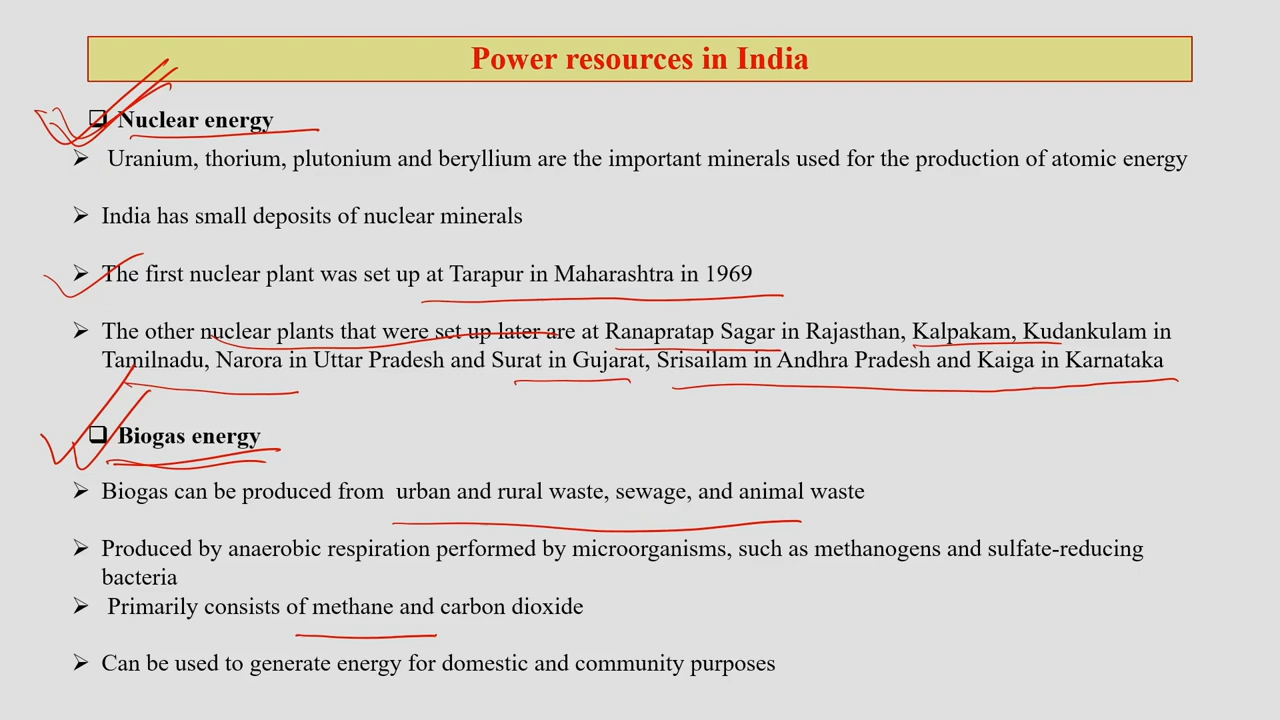 Power resources in India
❑ Nuclear energy
➢ Uranium, thorium, plutonium and beryllium are the important minerals used for the production of atomic energy
➢ India has small deposits of nuclear minerals
➢ The first nuclear plant was set up at Tarapur in Maharashtra in 1969
➢ The other nuclear plants that were set up later are at Ranapratap Sagar in Rajasthan, Kalpakam, Kudankulam in
Tamilnadu, Narora in Uttar Pradesh and Surat in Gujarat, Srisailam in Andhra Pradesh and Kaiga in Karnataka
❑ Biogas energy
➢ Biogas can be produced from urban and rural waste, sewage, and animal waste
➢ Produced by anaerobic respiration performed by microorganisms, such as methanogens and sulfate-reducing
bacteria
➢ Primarily consists of methane and carbon dioxide
➢ Can be used to generate energy for domestic and community purposes